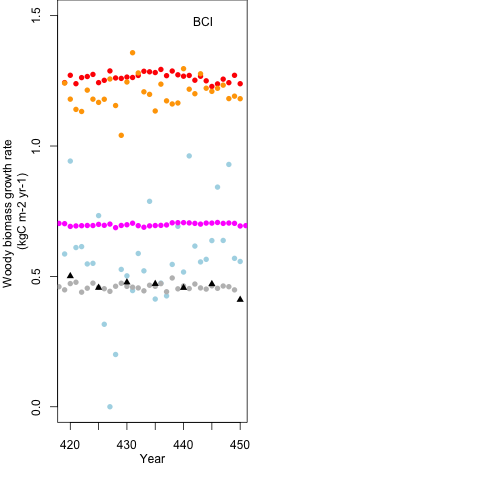 BCI
1.5
1.0
0.5
0.0
Woody biomass growth rate
(kgC m-2 yr-1)
420 430 440 450
Year